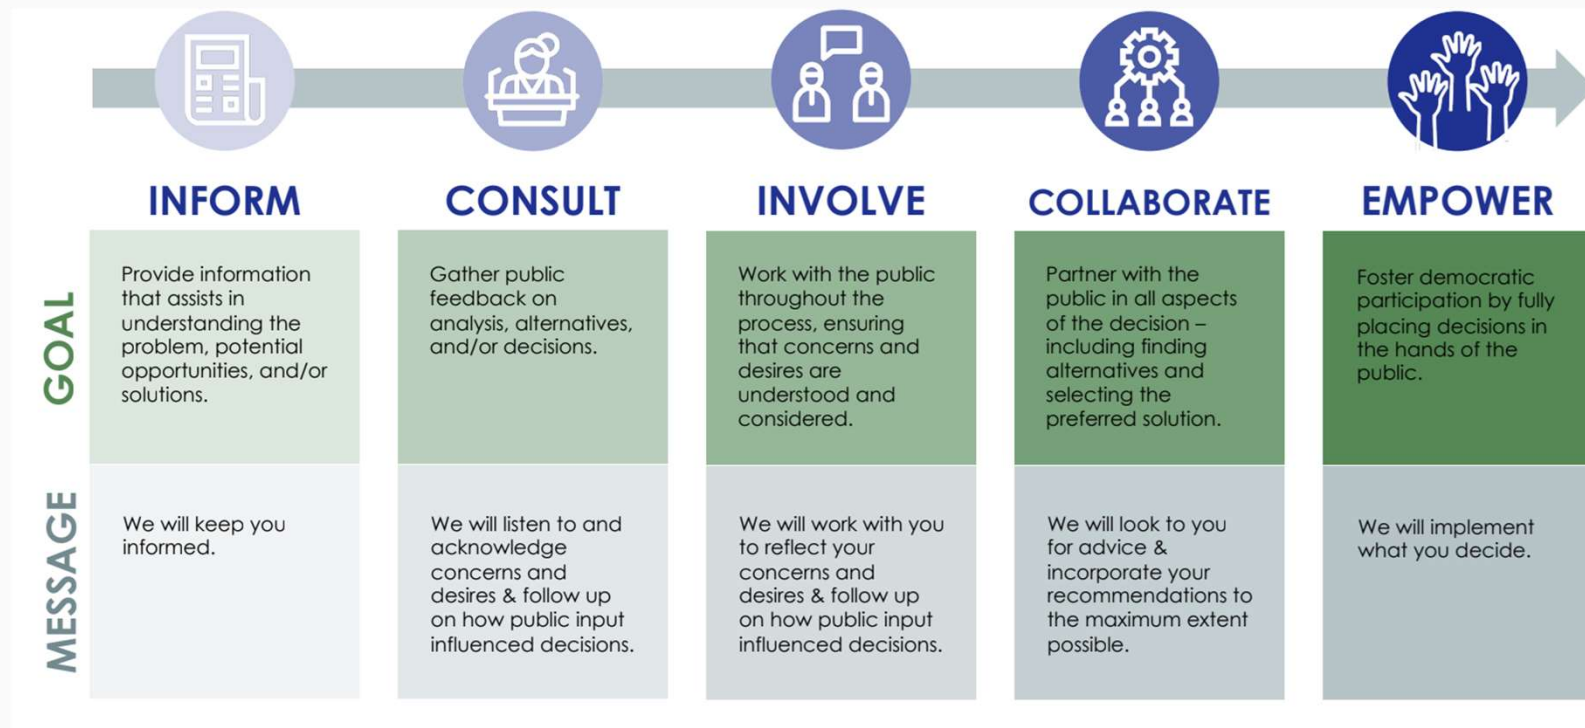 INFORM
CONSULT
INVOLVE
COLLABORATE
EMPOWER
GOAL
Provide information
that assists in
understanding the
problem, potential
opportunities, and/or
solutions.
Gather public
feedback on
analysis, alternatives,
and/or decisions.
Work with the public
throughout the
process, ensuring
that concerns and
desires are
understood and
considered.
Partner with the
public in all aspects
of the decision –
including finding
alternatives and
selecting the
preferred solution.
Foster democratic
participation by fully
placing decisions in
the hands of the
public.
MESSAGE
We will keep you
informed.
We will listen to and
acknowledge
concerns and
desires & follow up
on how public input
influenced decisions.
We will work with you
to reflect your
concerns and
desires & follow up
on how public input
influenced decisions.
We will look to you
for advice &
incorporate your
recommendations to
the maximum extent
possible.
We will implement
what you decide.